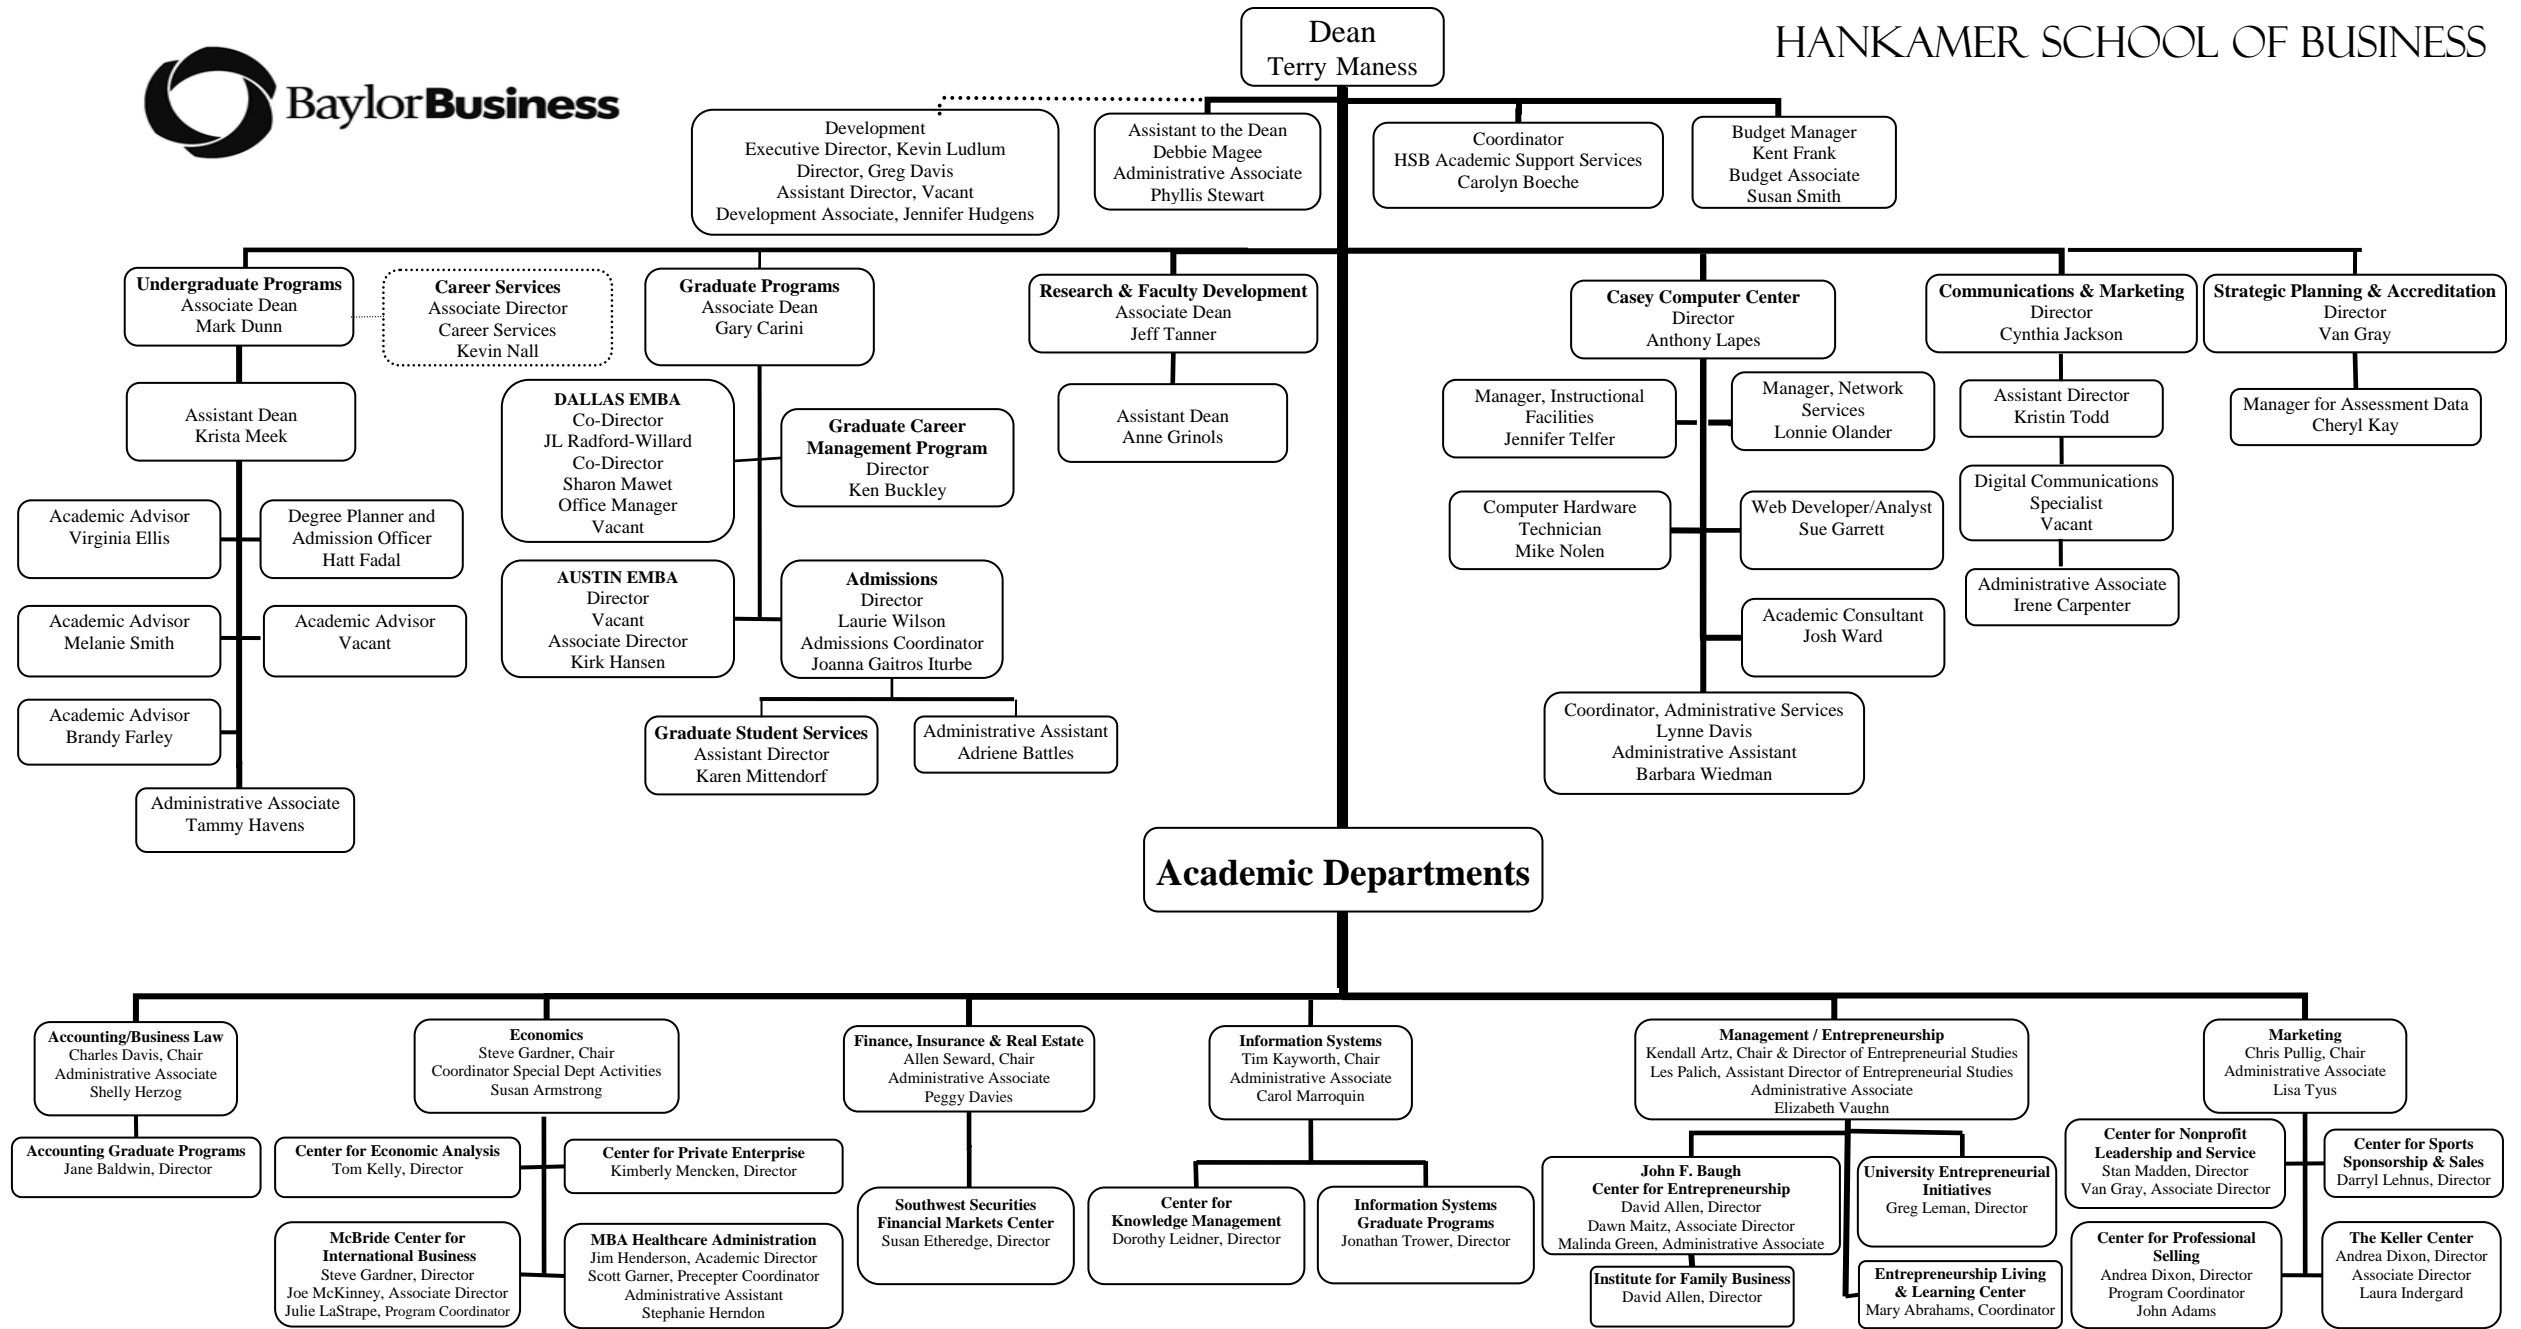 Dean
Terry Maness
HANKAMER SCHOOL OF BUSINESS
BaylorBusiness
Development
Executive Director, Kevin Ludlum
Director, Greg Davis
Assistant Director, Vacant
Development Associate, Jennifer Hudgens
Assistant to the Dean
Debbie Magee
Administrative Associate
Phyllis Stewart
Coordinator
HSB Academic Support Services
Carolyn Boeche
Budget Manager
Kent Frank
Budget Associate
Susan Smith
Undergraduate Programs
Associate Dean
Mark Dunn
Career Services
Associate Director
Career Services
Kevin Nall
Graduate Programs
Associate Dean
Gary Carini
Research & Faculty Development
Associate Dean
Jeff Tanner
Casey Computer Center
Director
Anthony Lapes
Communications & Marketing
Director
Cynthia Jackson
Strategic Planning & Accreditation
Director
Van Gray
Assistant Dean
Krista Meek
DALLAS EMBA
Co-Director
JL Radford-Willard
Co-Director
Sharon Mawet
Office Manager
Vacant
Graduate Career
Management Program
Director
Ken Buckley
Assistant Dean
Anne Grinols
Manager, Instructional
Facilities
Jennifer Telfer
Manager, Network
Services
Lonnie Olander
Assistant Director
Kristin Todd
Manager for Assessment Data
Cheryl Kay
Academic Advisor
Virginia Ellis
Degree Planner and
Admission Officer
Hatt Fadal
Computer Hardware
Technician
Mike Nolen
Web Developer/Analyst
Sue Garrett
Digital Communications
Specialist
Vacant
AUSTIN EMBA
Director
Vacant
Associate Director
Kirk Hansen
Admissions
Director
Laurie Wilson
Admissions Coordinator
Joanna Gaitros Iturbe
Administrative Associate
Irene Carpenter
Academic Advisor
Melanie Smith
Academic Advisor
Vacant
Academic Consultant
Josh Ward
Academic Advisor
Brandy Farley
Graduate Student Services
Assistant Director
Karen Mittendorf
Administrative Assistant
Adriene Battles
Coordinator, Administrative Services
Lynne Davis
Administrative Assistant
Barbara Wiedman
Administrative Associate
Tammy Havens
Academic Departments
Accounting/Business Law
Charles Davis, Chair
Administrative Associate
Shelly Herzog
Economics
Steve Gardner, Chair
Coordinator Special Dept Activities
Susan Armstrong
Finance, Insurance & Real Estate
Allen Seward, Chair
Administrative Associate
Peggy Davies
Information Systems
Tim Kayworth, Chair
Administrative Associate
Carol Marroquin
Management / Entrepreneurship
Kendall Artz, Chair & Director of Entrepreneurial Studies
Les Palich, Assistant Director of Entrepreneurial Studies
Administrative Associate
Elizabeth Vaughn
Marketing
Chris Pullig, Chair
Administrative Associate
Lisa Tyus
Accounting Graduate Programs
Jane Baldwin, Director
Center for Economic Analysis
Tom Kelly, Director
Center for Private Enterprise
Kimberly Mencken, Director
Southwest Securities
Financial Markets Center
Susan Etheredge, Director
Center for
Knowledge Management
Dorothy Leidner, Director
Information Systems
Graduate Programs
Jonathan Trower, Director
John F. Baugh
Center for Entrepreneurship
David Allen, Director
Dawn Maitz, Associate Director
Malinda Green, Administrative Associate
University Entrepreneurial
Initiatives
Greg Leman, Director
Center for Nonprofit
Leadership and Service
Stan Madden, Director
Van Gray, Associate Director
Center for Sports
Sponsorship & Sales
Darryl Lehnus, Director
McBride Center for
International Business
Steve Gardner, Director
Joe McKinney, Associate Director
Julie LaStrape, Program Coordinator
MBA Healthcare Administration
Jim Henderson, Academic Director
Scott Garner, Precepter Coordinator
Administrative Assistant
Stephanie Herndon
Institute for Family Business
David Allen, Director
Entrepreneurship Living
& Learning Center
Mary Abrahams, Coordinator
Center for Professional
Selling
Andrea Dixon, Director
Program Coordinator
John Adams
The Keller Center
Andrea Dixon, Director
Associate Director
Laura Indergard